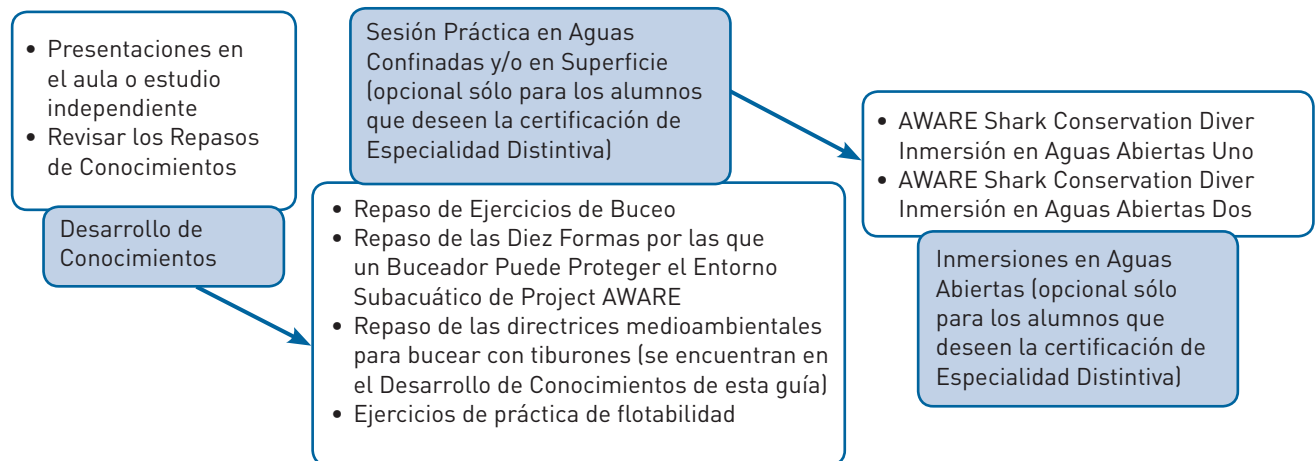 • Presentaciones en
el aula o estudio
independiente
• Revisar los Repasos
de Conocimientos
Desarrollo de
Conocimientos
Sesión Práctica en Aguas
Confinadas y/o en Superficie
(opcional sólo para los alumnos
que deseen la certificación de
Especialidad Distintiva)
• Repaso de Ejercicios de Buceo
• Repaso de las Diez Formas por las que
un Buceador Puede Proteger el Entorno
Subacuático de Project AWARE
• Repaso de las directrices medioambientales
para bucear con tiburones (se encuentran en
el Desarrollo de Conocimientos de esta guía)
• Ejercicios de práctica de flotabilidad
• AWARE Shark Conservation Diver
Inmersión en Aguas Abiertas Uno
• AWARE Shark Conservation Diver
Inmersión en Aguas Abiertas Dos
Inmersiones en Aguas
Abiertas (opcional sólo
para los alumnos que
deseen la certificación de
Especialidad Distintiva)